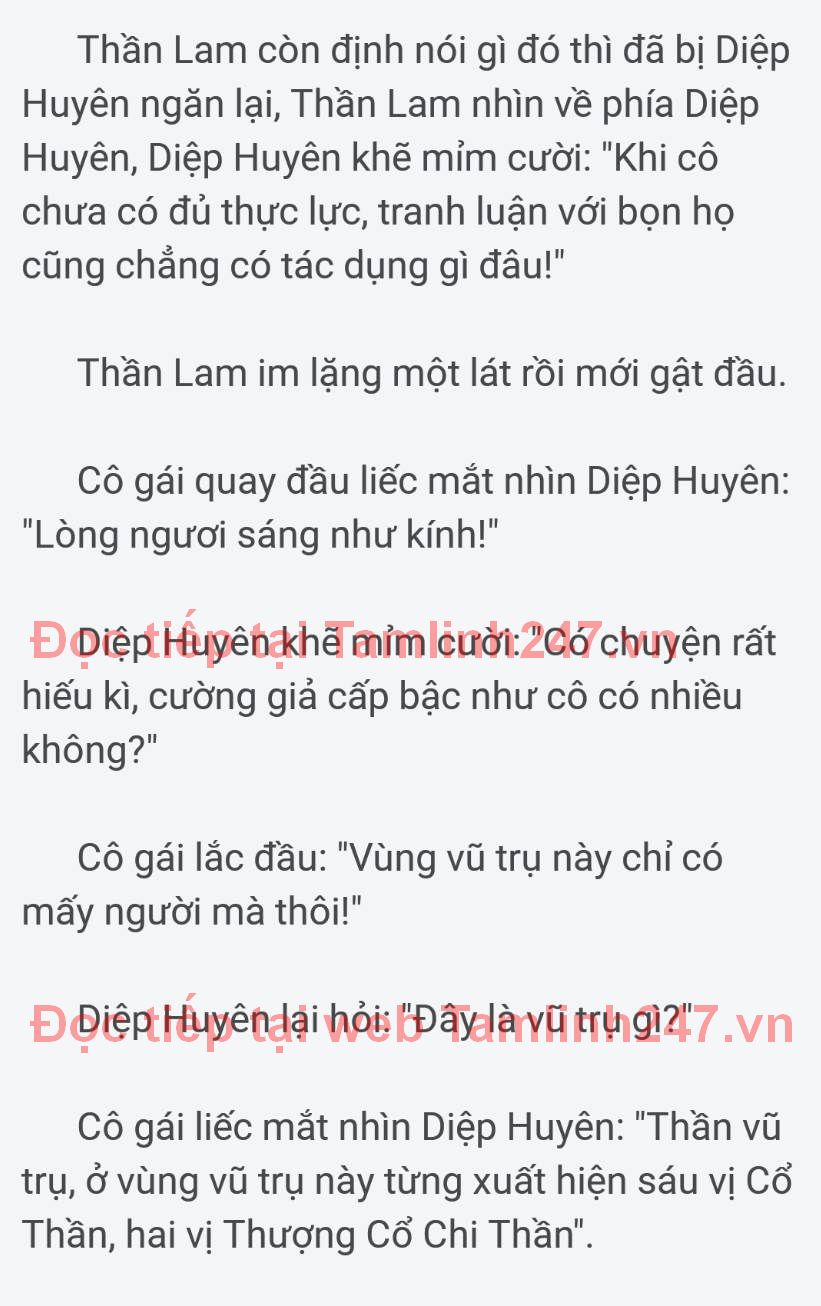 Thần Lam còn định nói gì đó thì đã bị Diệp
Huyên ngăn lại, Thần Lam nhìn về phía Diệp
Huyên, Diệp Huyên khẽ mỉm cười: "Khi cô
chưa có đủ thực lực, tranh luận với bọn họ
cũng chẳng có tác dụng gì đâu!"
Thần Lam im lặng một lát rồi mới gật đầu.
Cô gái quay đầu liếc mắt nhìn Diệp Huyên:
"Lòng ngươi sáng như kính!"
Đọc tiếp tại Tamlinh247.vn
Diệp Huyên khẽ mỉm cười: "Có chuyện rất
hiếu kì, cường giả cấp bậc như cô có nhiều
không?"
Cô gái lắc đầu: "Vùng vũ trụ này chỉ có
mấy người mà thôi!"
Đọc tiếp tại web Tamlinh247.vn
Diệp Huyên lại hỏi: "Đây là vũ trụ gì?"
Cô gái liếc mắt nhìn Diệp Huyên: "Thần vũ
trụ, ở vùng vũ trụ này từng xuất hiện sáu vị Cổ
Thần, hai vị Thượng Cổ Chi Thần".